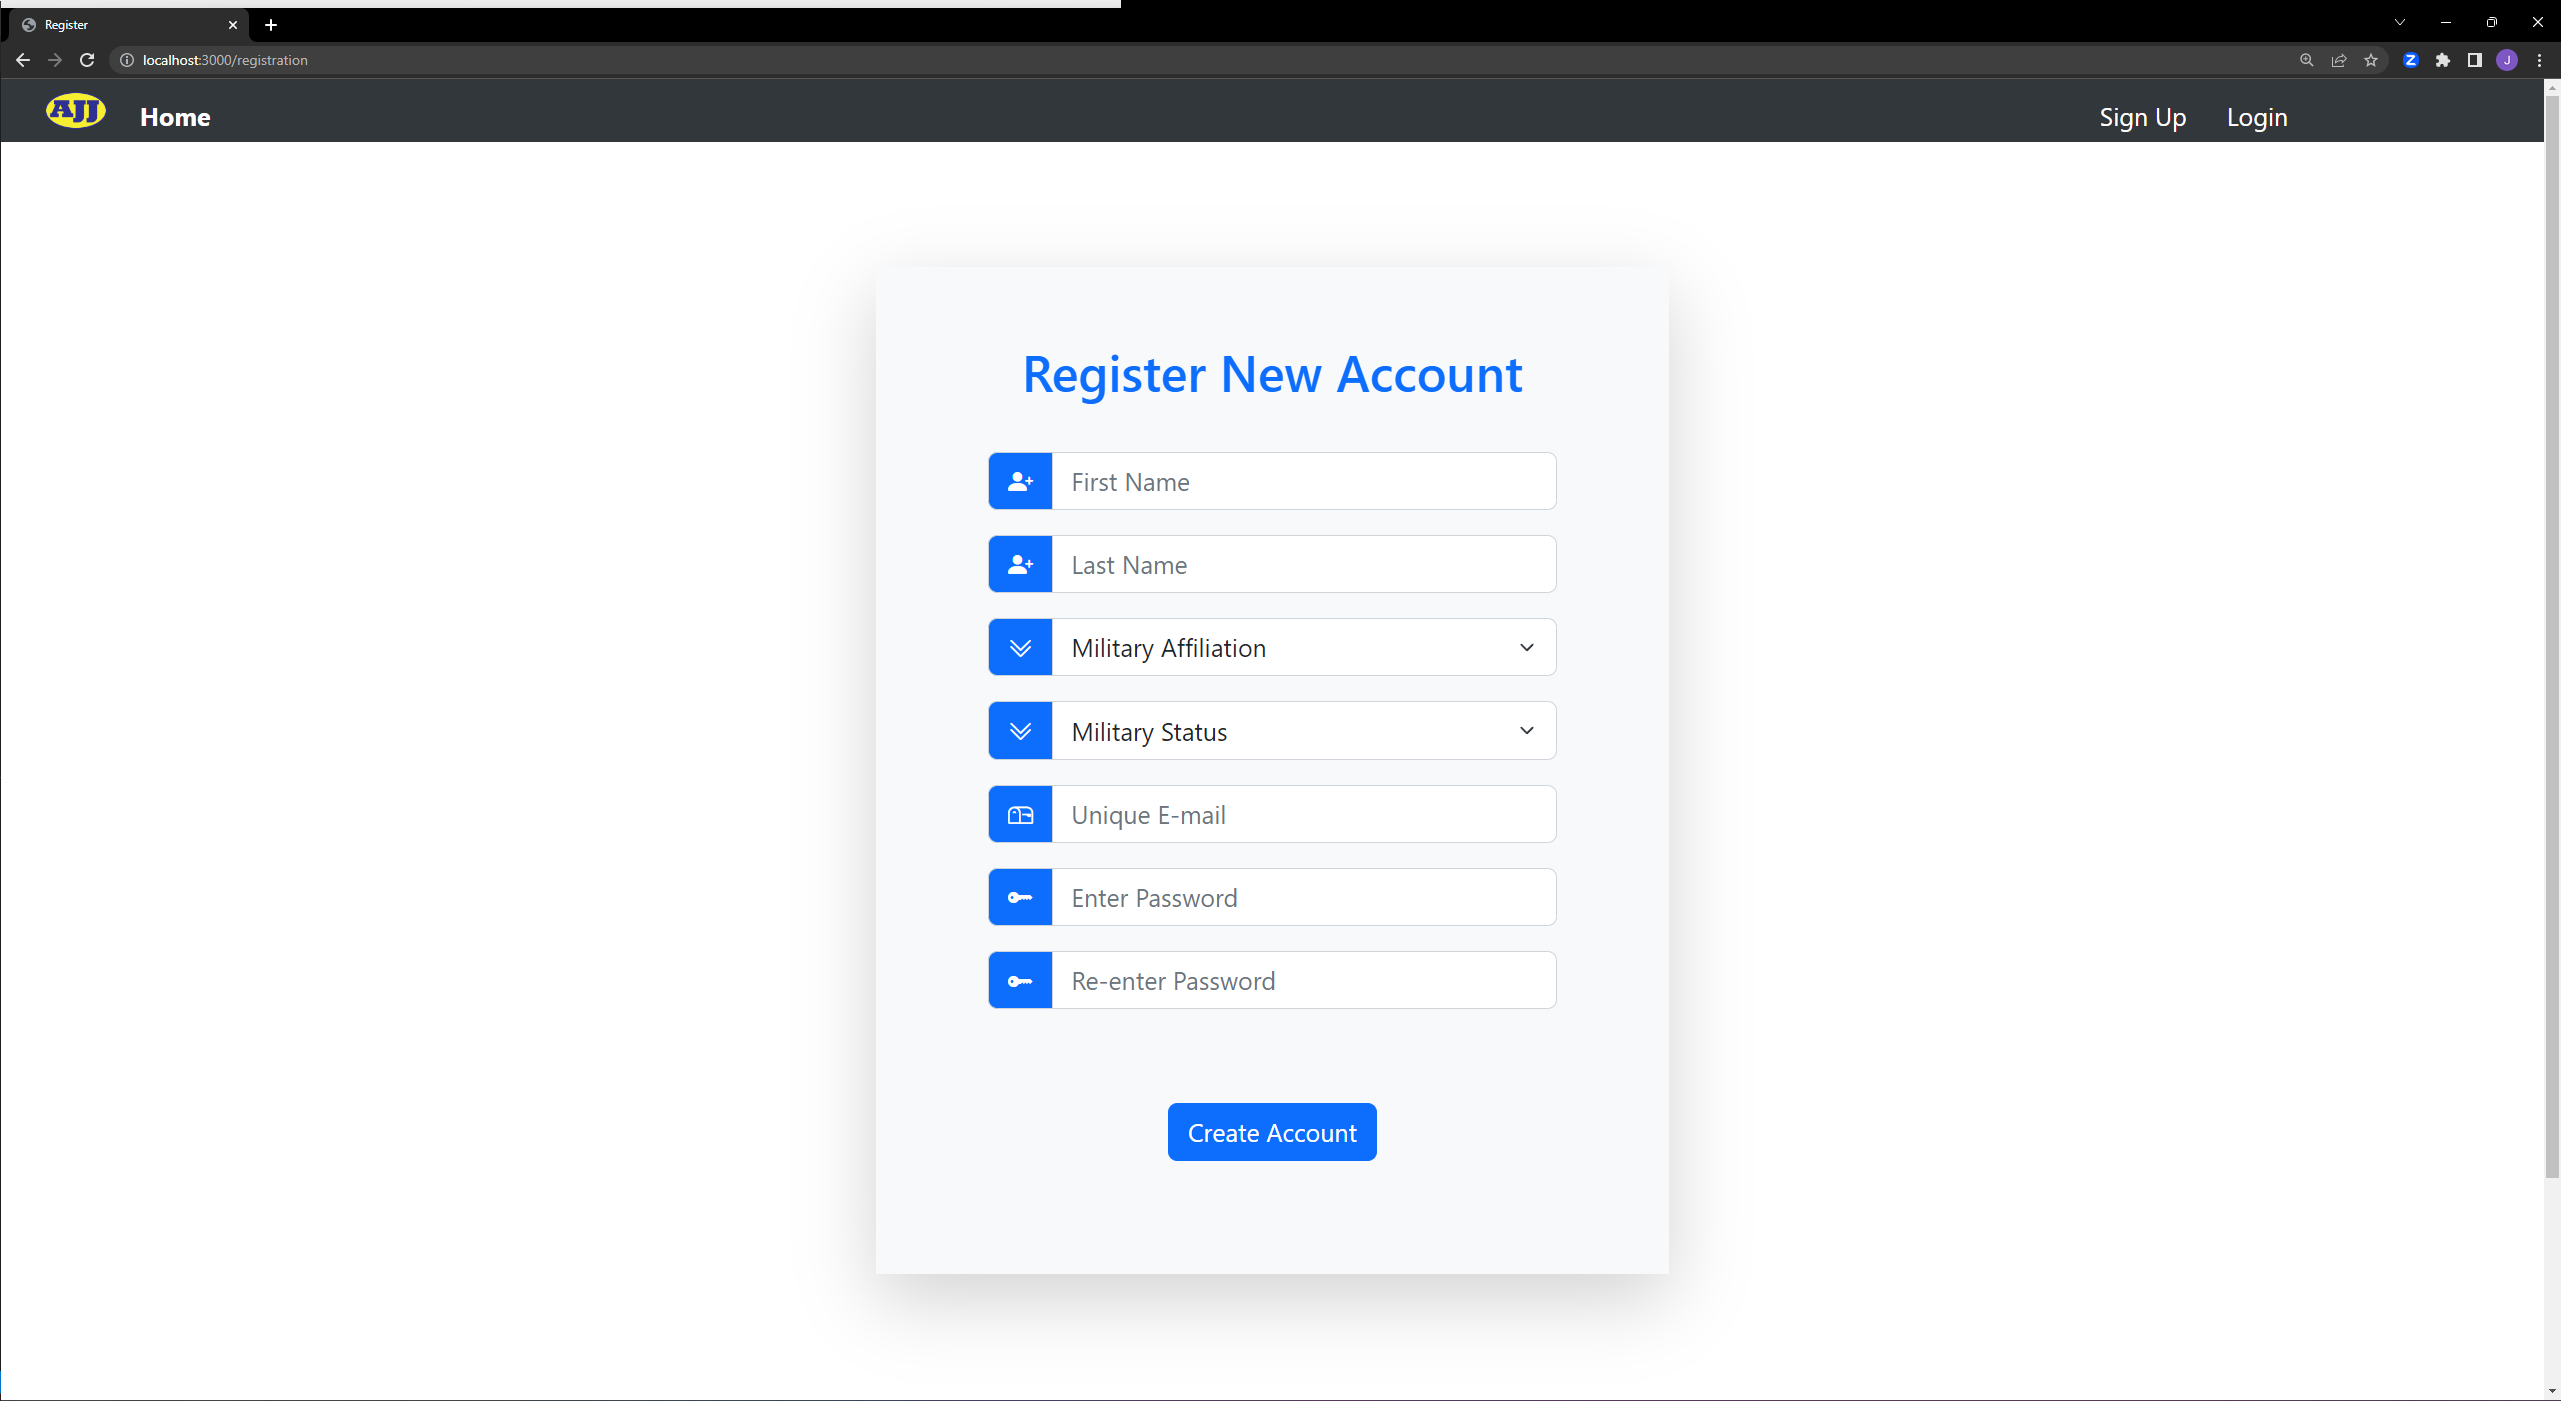 Register
localhost:3000/registration
J
AJJ
Home
Sign Up
Login
Register New Account
First Name
Last Name
Military Affiliation
Military Status
Unique E-mail
Enter Password
Re-enter Password
Create Account